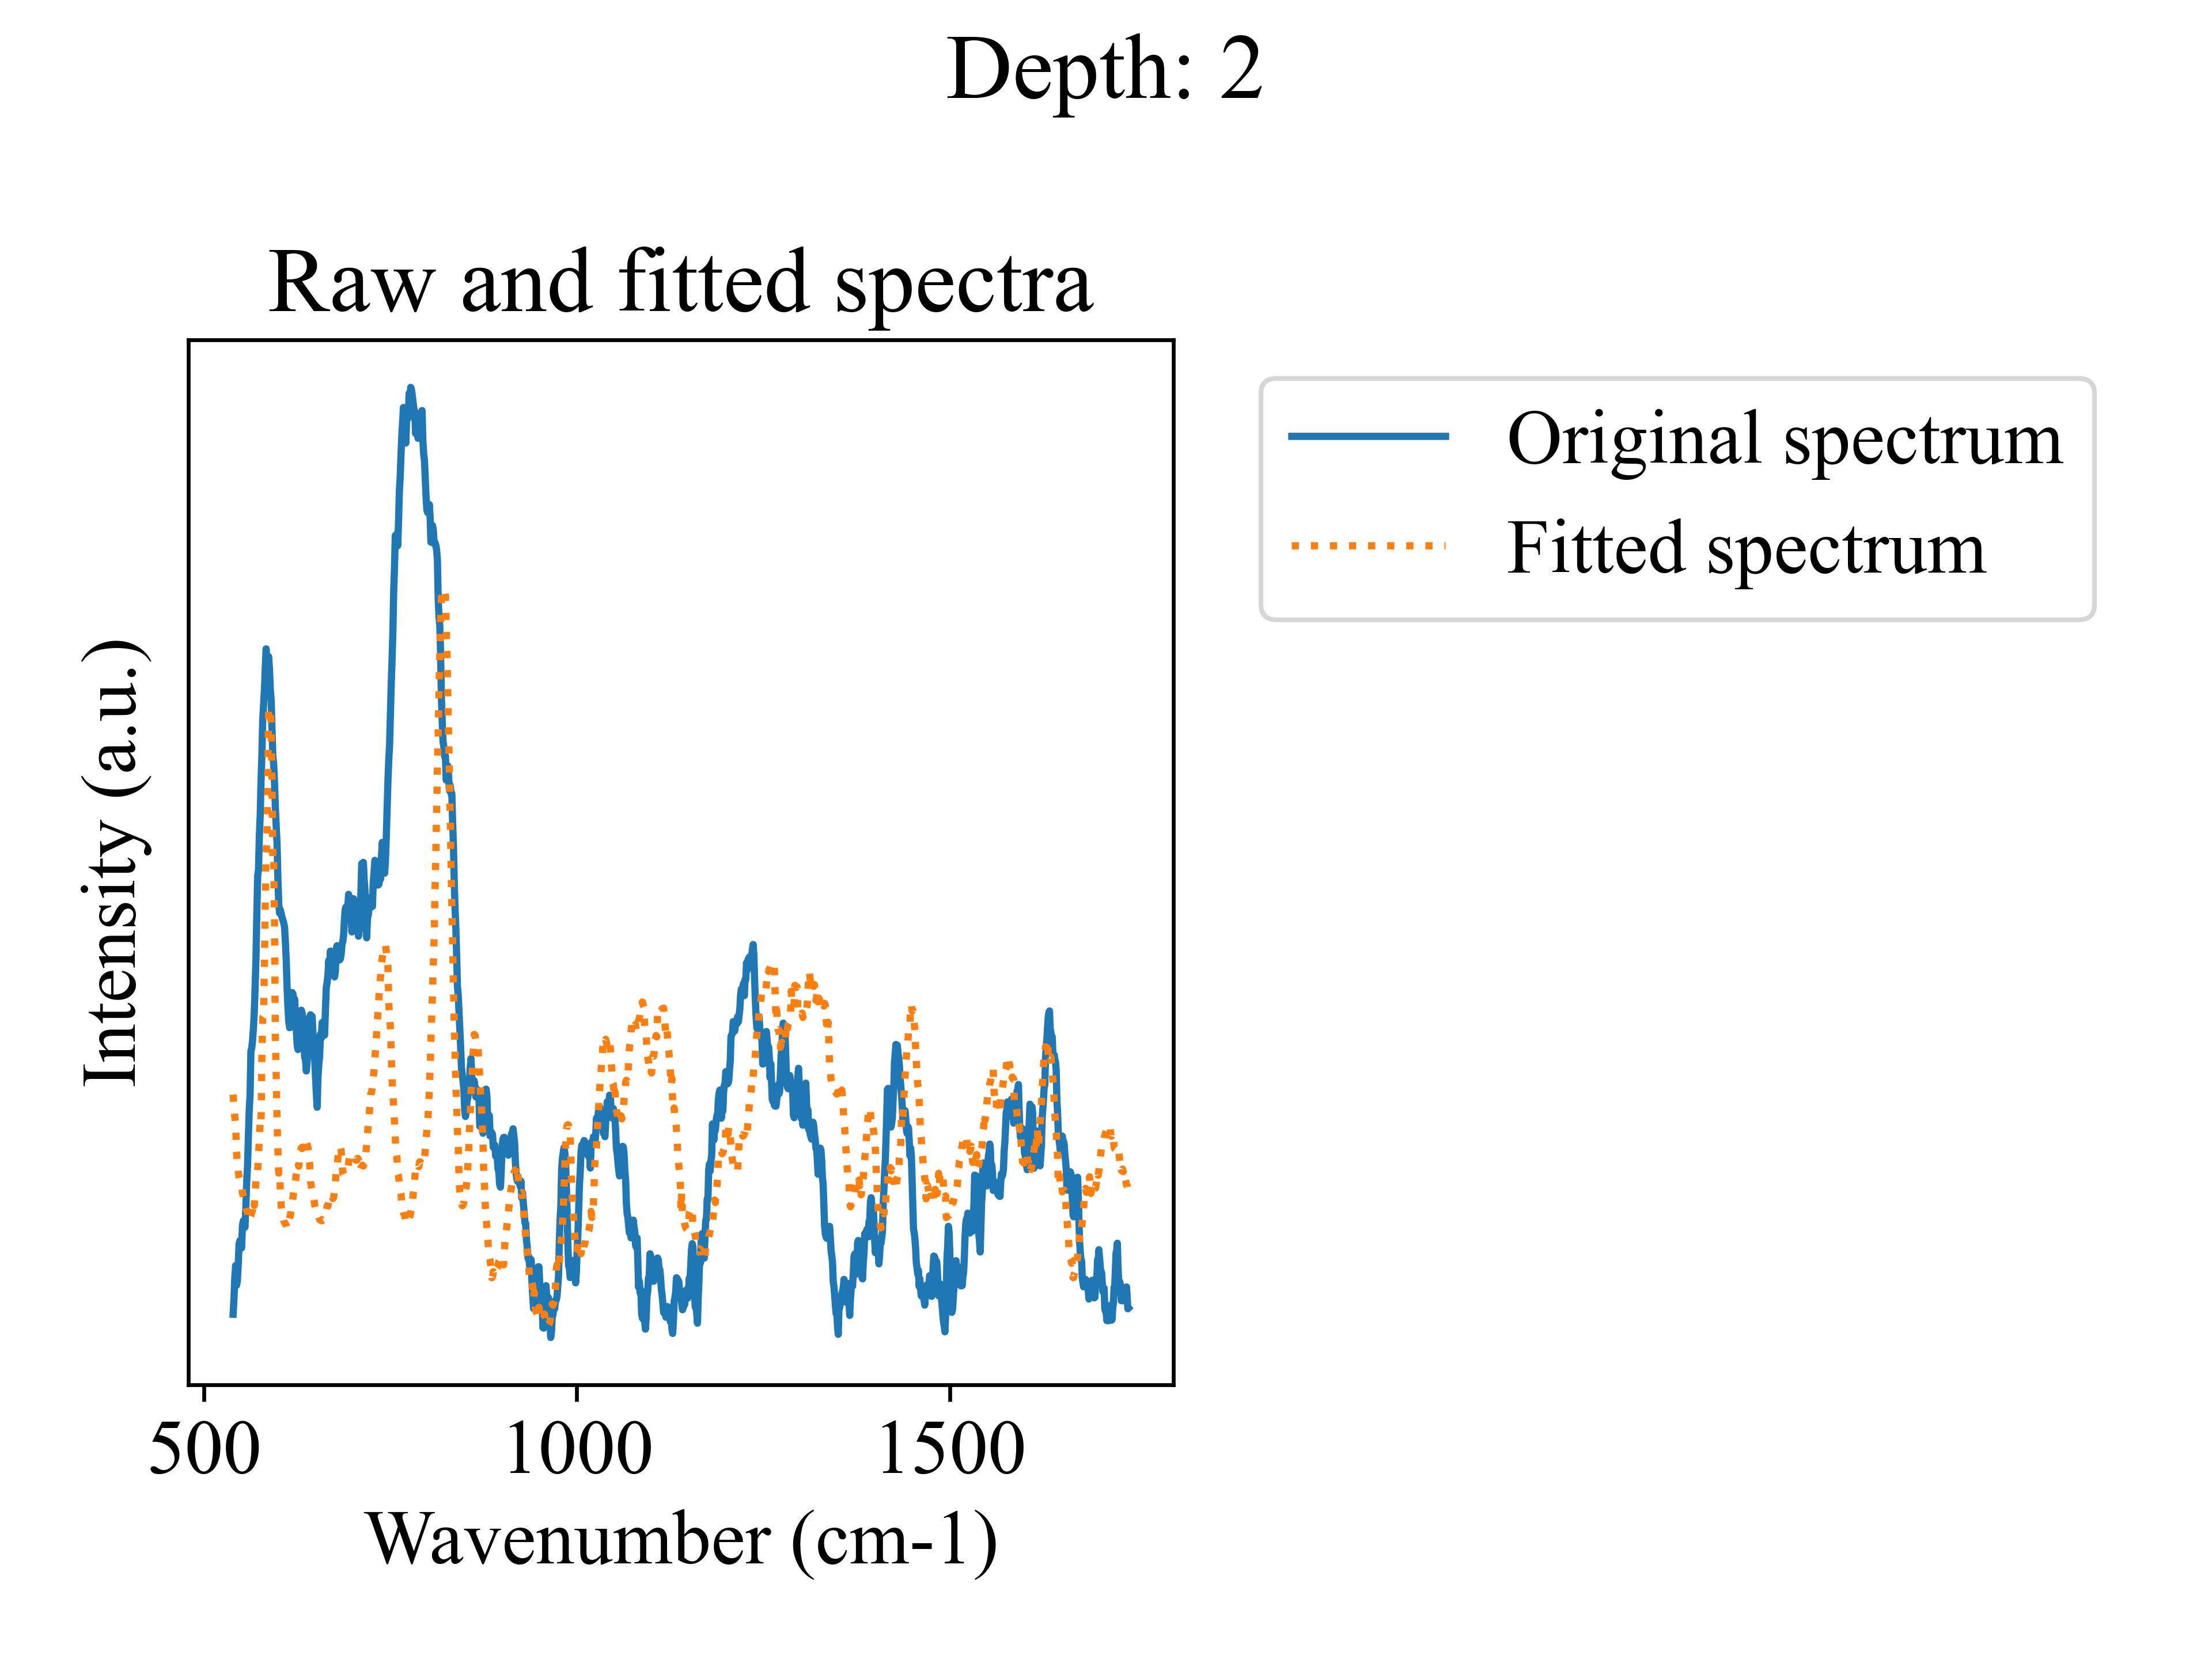 Depth: 2
Raw and fitted spectra
Original spectrum
Fitted spectrum
Intensity (a.u.)
500 1000 1500
Wavenumber (cm-1)